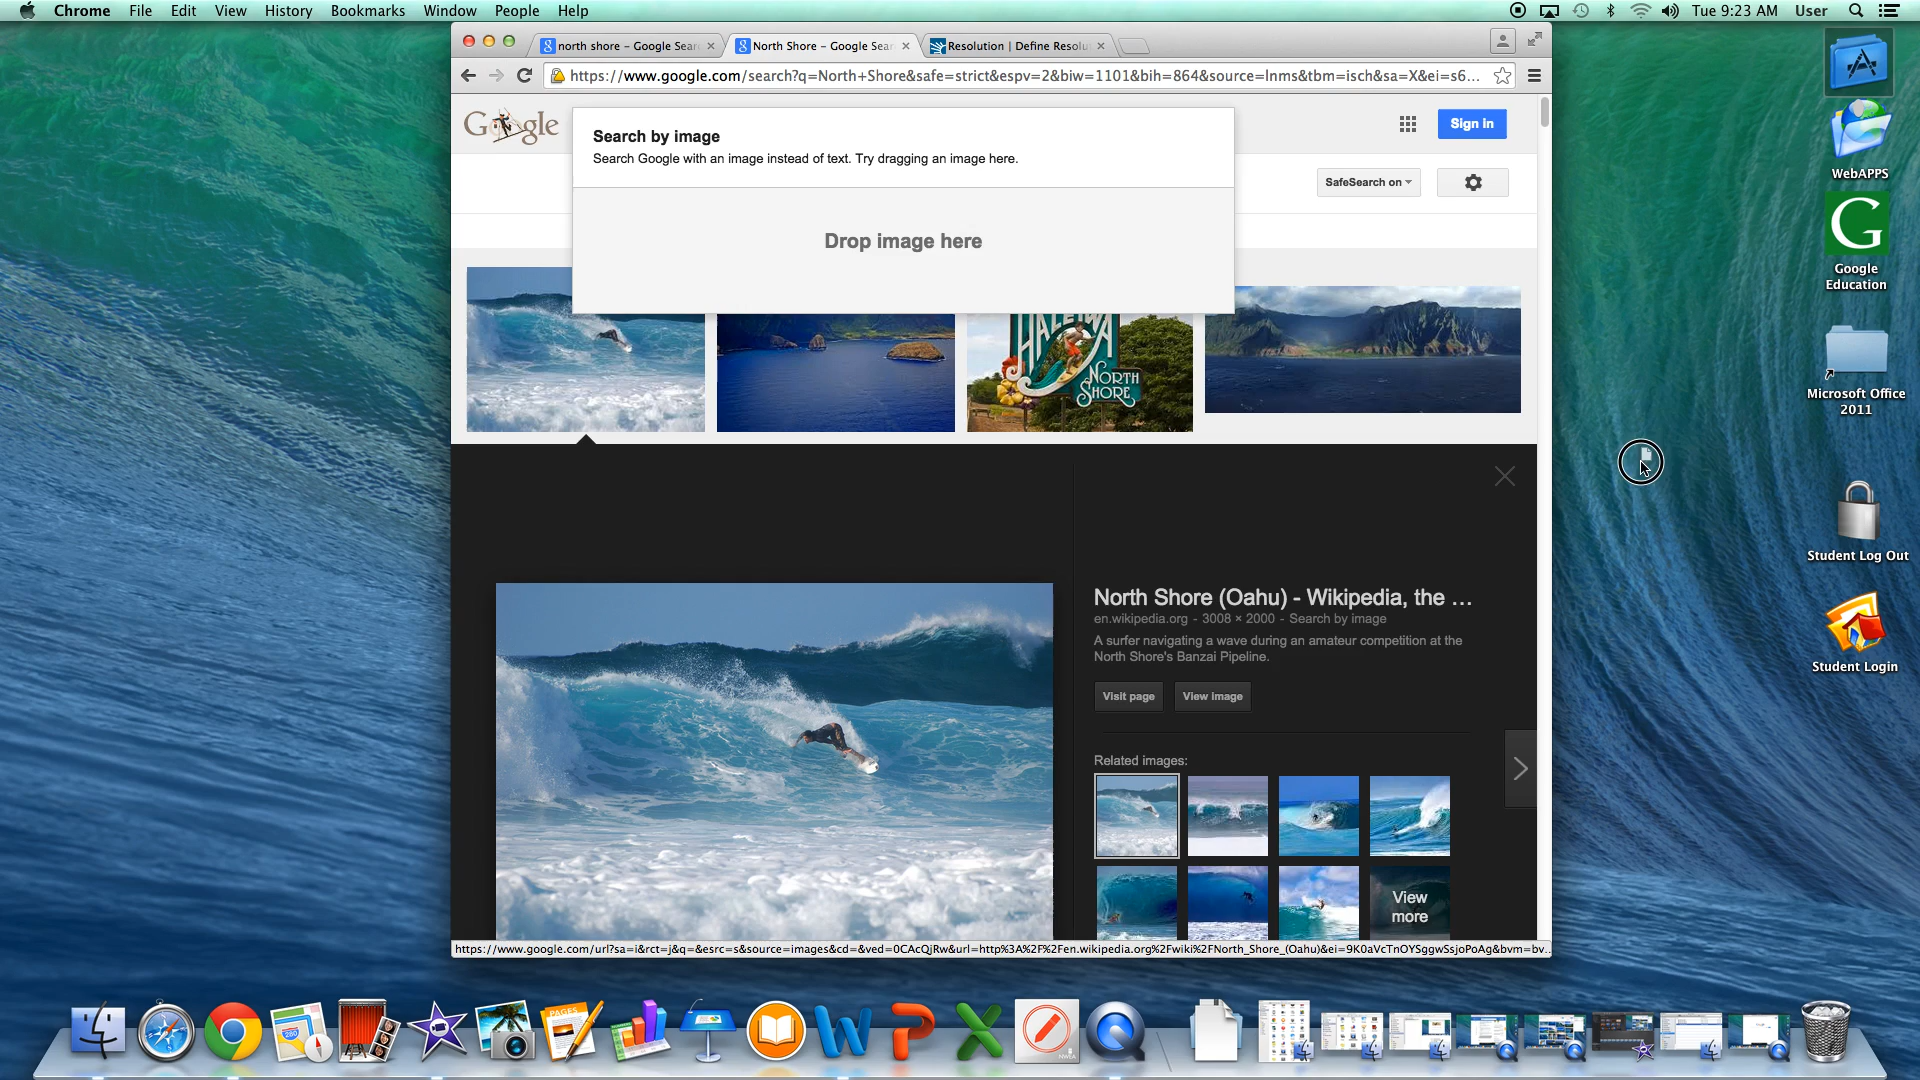 Chrome File Edit View History Bookmarks Window People Help
Tue 9:23 AM User
north shore – Google Sear
North Shore – Google Sear
Resolution | Define Resolu
https://www.google.com/search?q=North+Shore&safe=strict&espv=2&biw=1101&bih=864&source=lnms&tbm=isch&sa=X&ei=s6...
Google
Search by image
Search Google with an image instead of text. Try dragging an image here.
Drop image here
Sign in
SafeSearch on
HALEIWA
NORTH
SHORE
North Shore (Oahu) - Wikipedia, the ...
en.wikipedia.org - 3008 × 2000 - Search by image
A surfer navigating a wave during an amateur competition at the
North Shore's Banzai Pipeline.
Visit page
View image
Related images:
View
more
https://www.google.com/url?sa=i&rct=j&q=&esrc=s&source=images&cd=&ved=0CAcQjRw&url=http%3A%2F%2Fen.wikipedia.org%2Fwiki%2FNorth_Shore_(Oahu)&ei=9K0aVcTnOYSggwSsjoPoAg&bvm=bv...
WebAPPS
G
Google
Education
Microsoft Office
2011
Student Log Out
Student Login
PAGES
W
P
X
NWEA